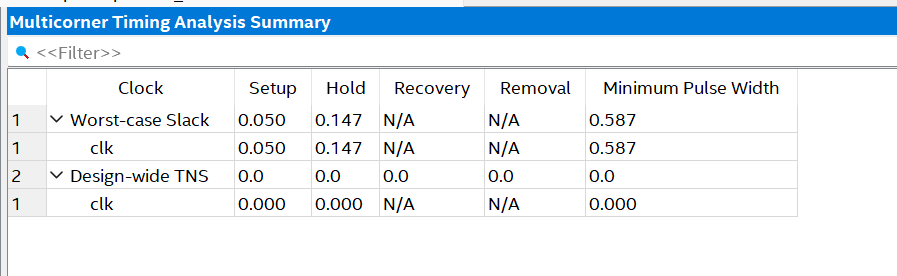 Multicorner Timing Analysis Summary
<<Filter>>
Clock Setup Hold Recovery Removal Minimum Pulse Width
1 Worst-case Slack 0.050 0.147 N/A N/A 0.587
1 clk 0.050 0.147 N/A N/A 0.587
2 Design-wide TNS 0.0 0.0 0.0 0.0 0.0
1 clk 0.000 0.000 N/A N/A 0.000